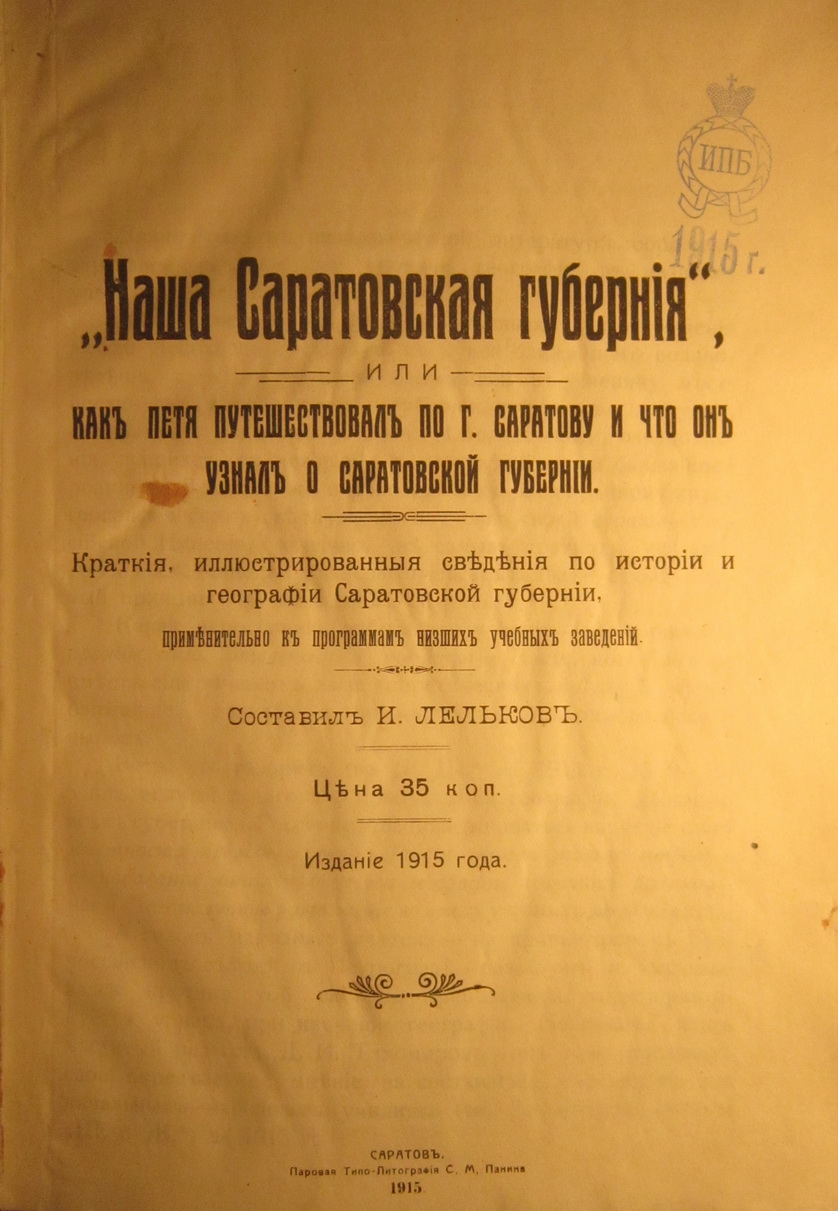 ИПБ
1915 г.
„Наша Саратовская губернія“,
ИЛИ
КАКЪ ПЕТЯ ПУТЕШЕСТВОВАЛЪ ПО Г. САРАТОВУ И ЧТО ОНЪ
УЗНАЛЪ О САРАТОВСКОЙ ГУБЕРНІИ.
Краткія, иллюстрированныя свѣдѣнія по исторіи и
географіи Саратовской губерніи,
примѣнительно къ программамъ низшихъ учебныхъ заведеній.
Составилъ И. ЛЕЛЬКОВЪ.
Цѣна 35 коп.
Изданіе 1915 года.
САРАТОВЪ.
Паровая Типо-Литографія С. М. Панина
1915